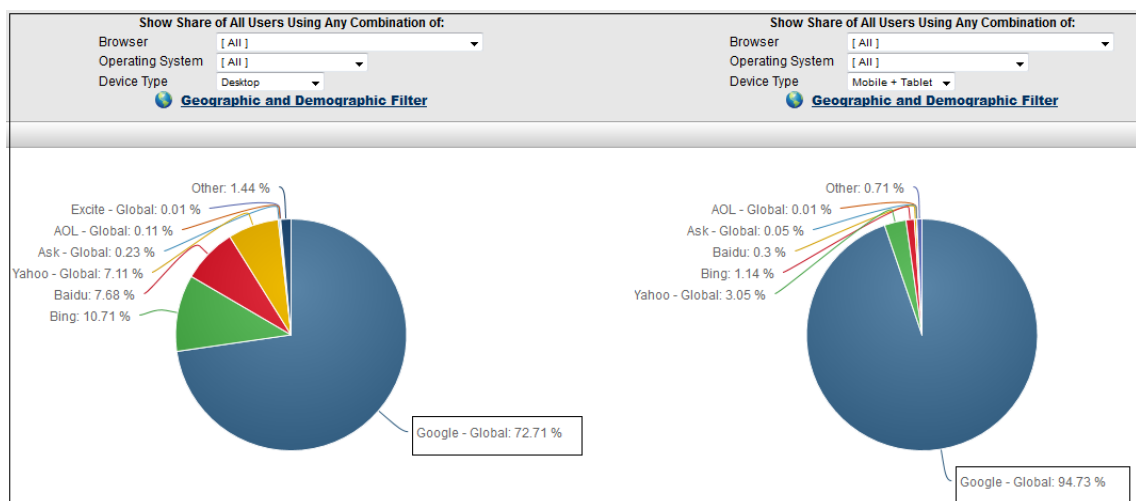 Show Share of All Users Using Any Combination of:
Browser [ All ]
Operating System [ All ]
Device Type Desktop
Geographic and Demographic Filter
Other: 1.44 %
Excite - Global: 0.01 %
AOL - Global: 0.11 %
Ask - Global: 0.23 %
Yahoo - Global: 7.11 %
Baidu: 7.68 %
Bing: 10.71 %
Google - Global: 72.71 %
Show Share of All Users Using Any Combination of:
Browser [ All ]
Operating System [ All ]
Device Type Mobile + Tablet
Geographic and Demographic Filter
Other: 0.71 %
AOL - Global: 0.01 %
Ask - Global: 0.05 %
Baidu: 0.3 %
Bing: 1.14 %
Yahoo - Global: 3.05 %
Google - Global: 94.73 %